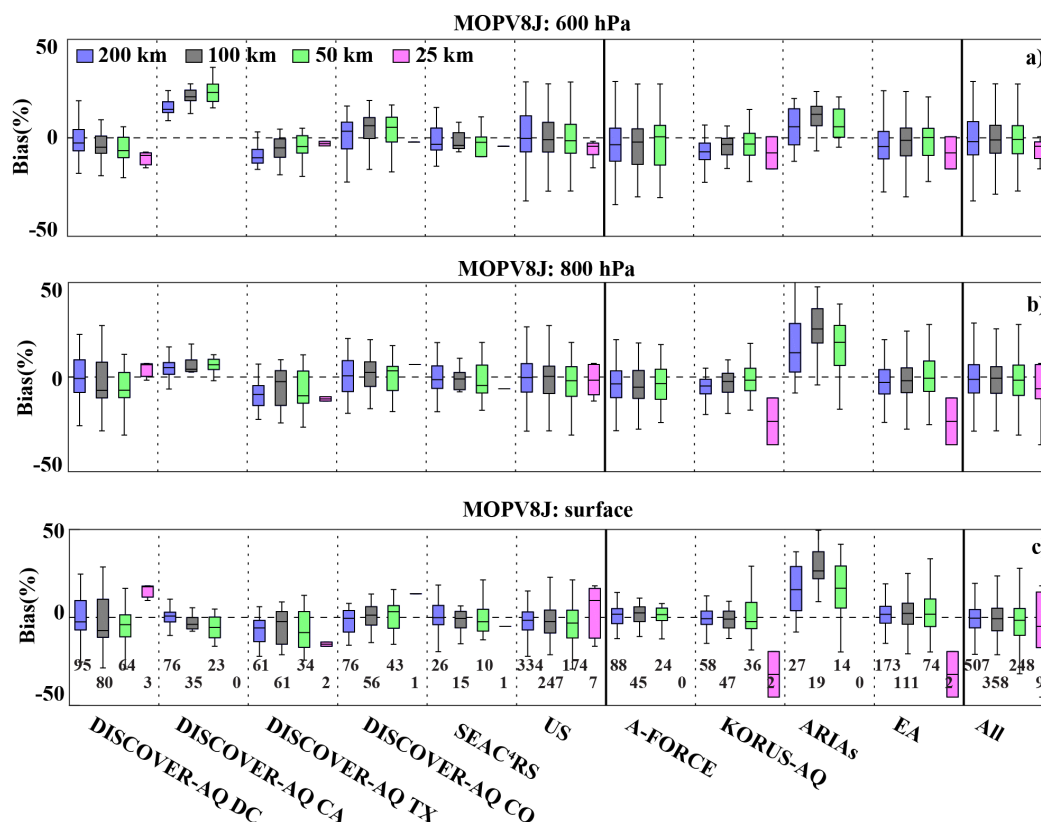 MOPV8J: 600 hPa
50
200 km 100 km 50 km 25 km
a)
Bias(%)
0
-50
MOPV8J: 800 hPa
50
b)
Bias(%)
0
-50
MOPV8J: surface
50
c
Bias(%)
0
95 64 76 23 61 34 76 43 26 10 334 174 88 24 58 36 27 14 173 74 507 248
80 3 35 0 61 2 56 1 15 1 247 7 45 0 47 2 19 0 111 2 358 9
-50
DISCOVER-AQ DC
DISCOVER-AQ CA
DISCOVER-AQ TX
DISCOVER-AQ CO
SEAC⁴RS
US
A-FORCE
KORUS-AQ
ARIAs
EA
All